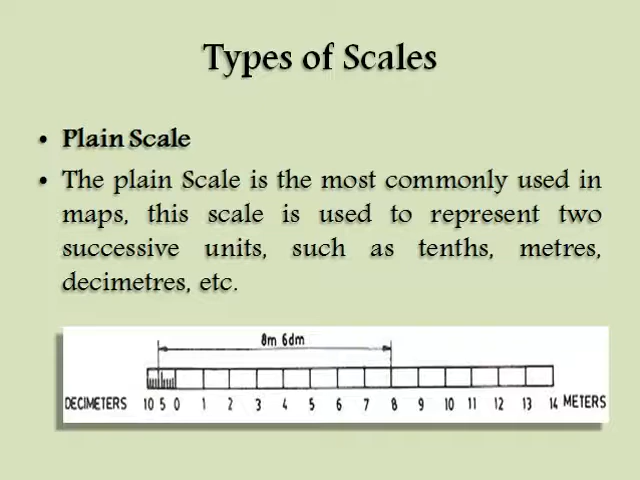 Types of Scales
• Plain Scale
• The plain Scale is the most commonly used in
maps, this scale is used to represent two
successive units, such as tenths, metres,
decimetres, etc.
8m 6dm
DECIMETERS 10 5 0 1 2 3 4 5 6 7 8 9 10 11 12 13 14 METERS